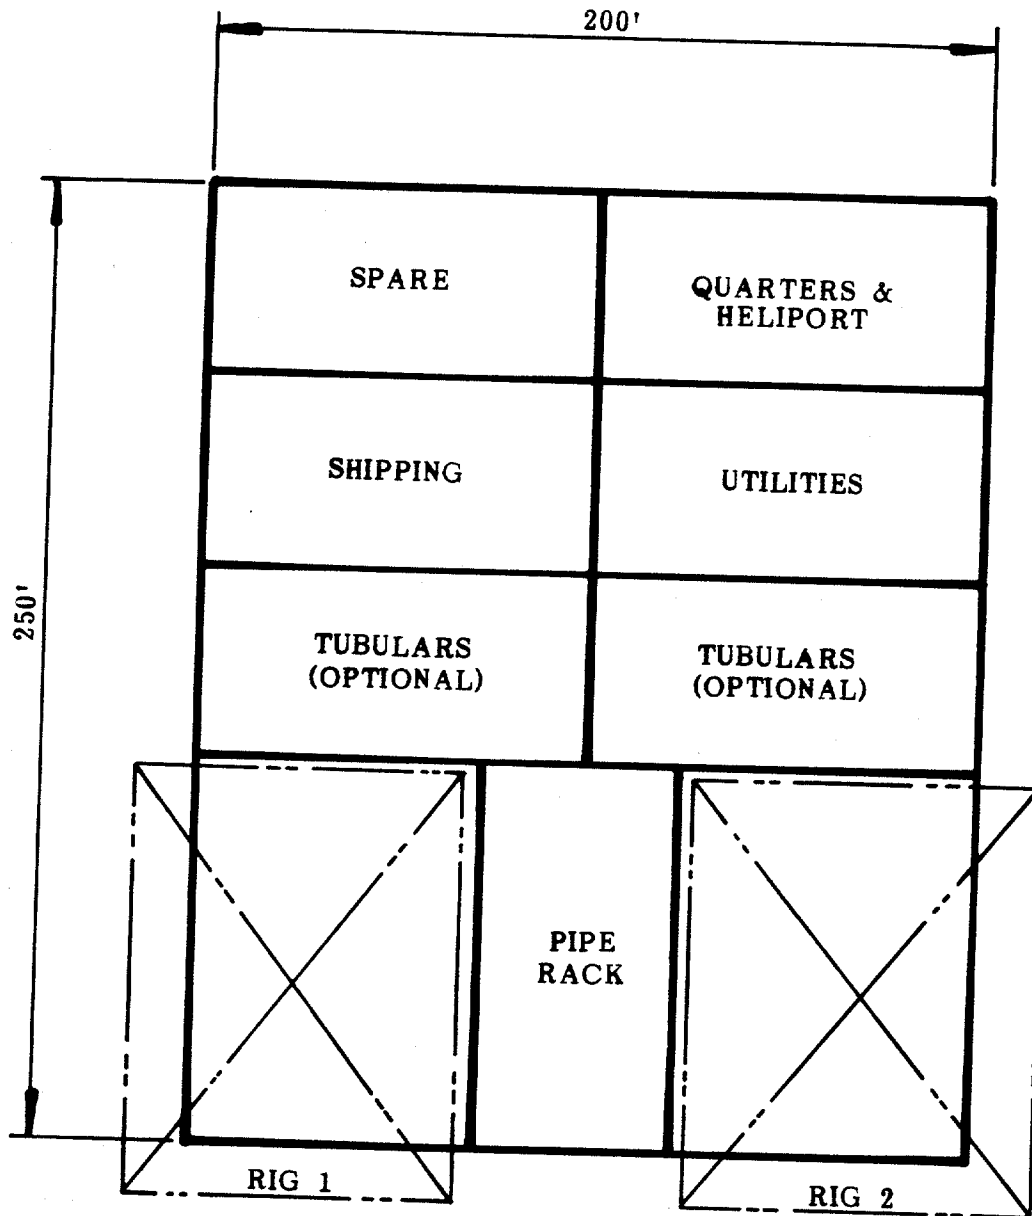 200'
SPARE
QUARTERS &
HELIPORT
SHIPPING
UTILITIES
250'
TUBULARS
(OPTIONAL)
TUBULARS
(OPTIONAL)
PIPE
RACK
RIG 1
RIG 2